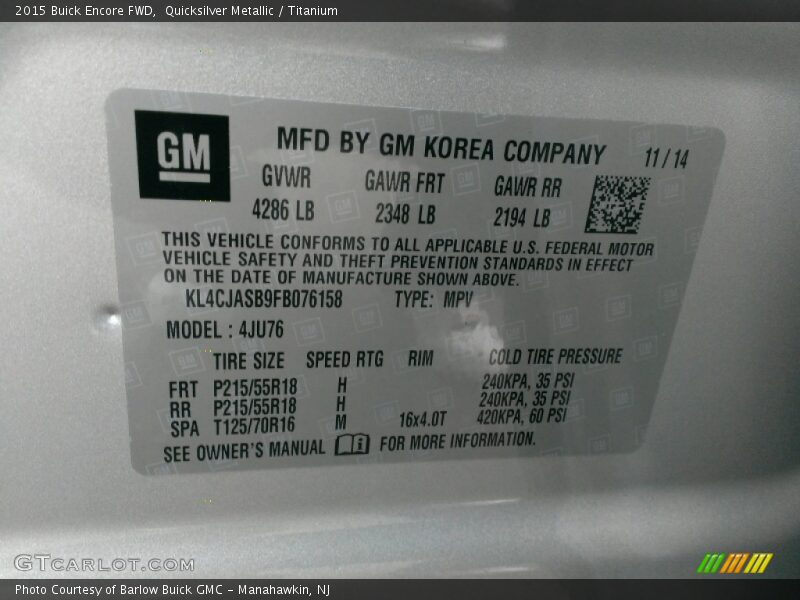 2015 Buick Encore FWD,  Quicksilver Metallic / Titanium
GM
MFD BY GM KOREA COMPANY 11/14
GVWR GAWR FRT GAWR RR
4286 LB 2348 LB 2194 LB
THIS VEHICLE CONFORMS TO ALL APPLICABLE U.S. FEDERAL MOTOR
VEHICLE SAFETY AND THEFT PREVENTION STANDARDS IN EFFECT
ON THE DATE OF MANUFACTURE SHOWN ABOVE.
KL4CJASB9FB076158 TYPE: MPV
MODEL : 4JU76
TIRE SIZE SPEED RTG RIM COLD TIRE PRESSURE
FRT P215/55R18 H 240KPA, 35 PSI
RR P215/55R18 H 240KPA, 35 PSI
SPA T125/70R16 M 16x4.0T 420KPA, 60 PSI
SEE OWNER'S MANUAL FOR MORE INFORMATION.
GTCARLOT.COM
Photo Courtesy of Barlow Buick GMC - Manahawkin, NJ